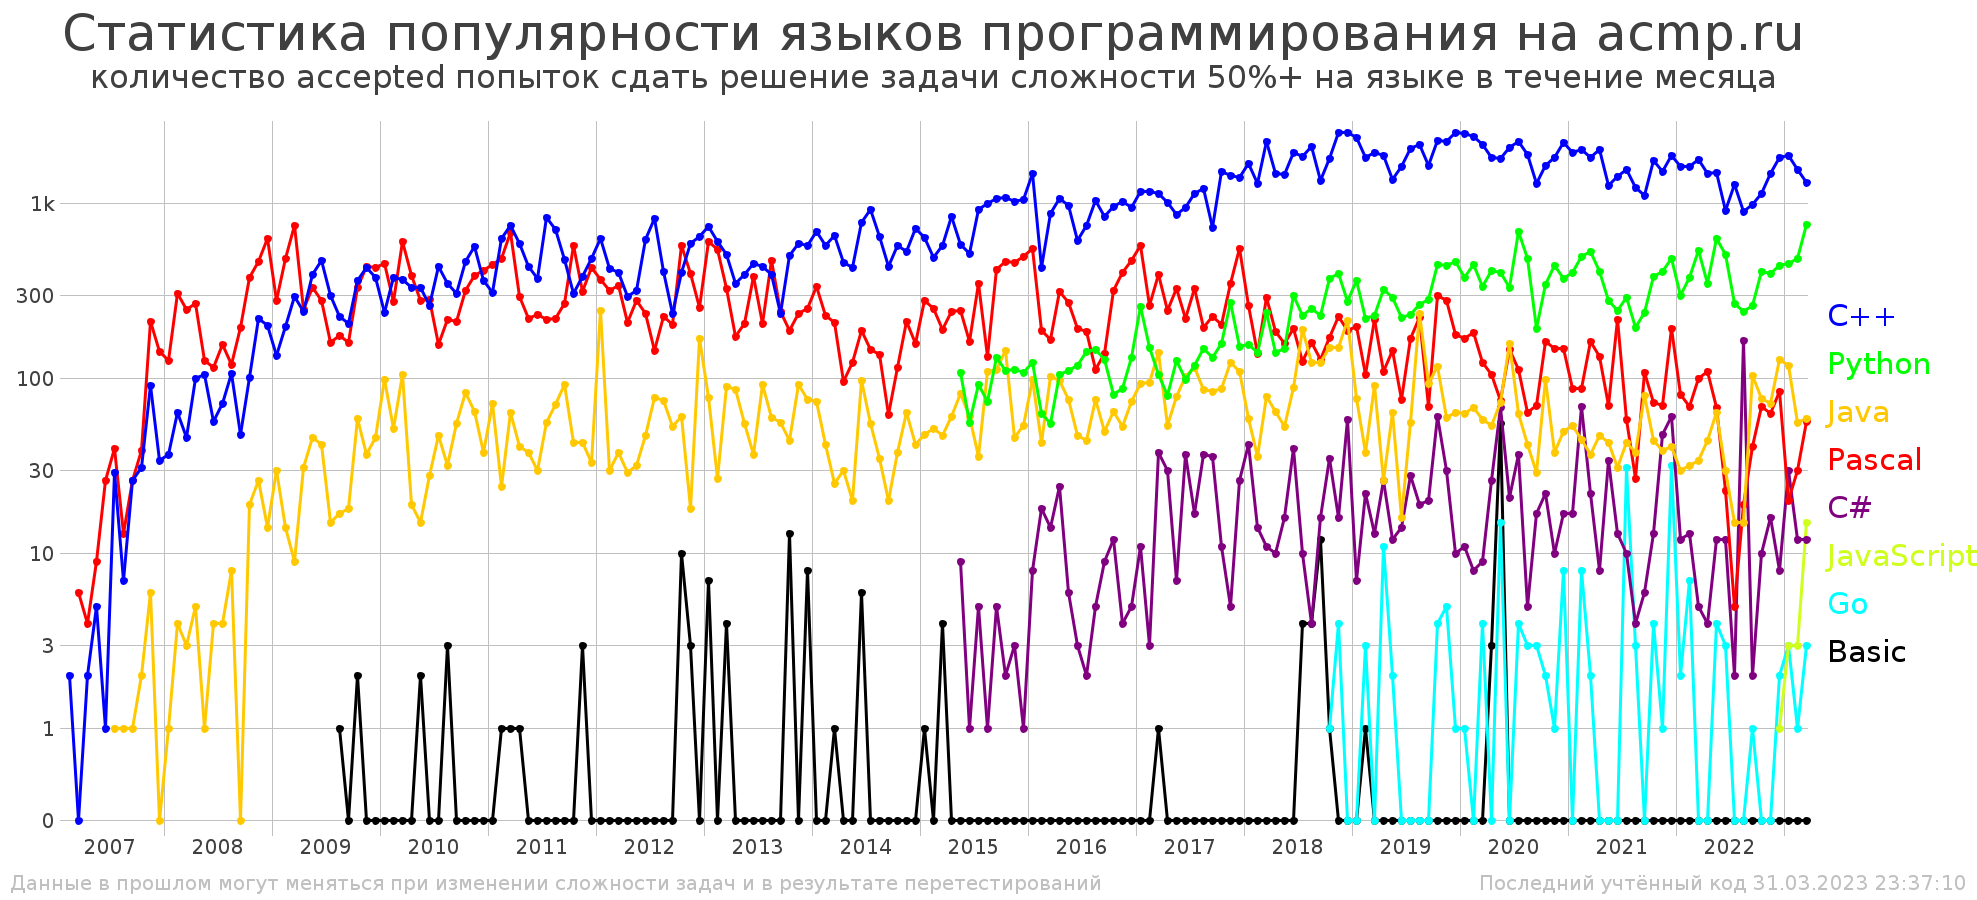 Статистика популярности языков программирования на acmp.ru
количество accepted попыток сдать решение задачи сложности 50%+ на языке в течение месяца
1k
300
100
30
10
3
1
0
C++
Python
Java
Pascal
C#
JavaScript
Go
Basic
2007 2008 2009 2010 2011 2012 2013 2014 2015 2016 2017 2018 2019 2020 2021 2022
Данные в прошлом могут меняться при изменении сложности задач и в результате перетестирований
Последний учтённый код 31.03.2023 23:37:10